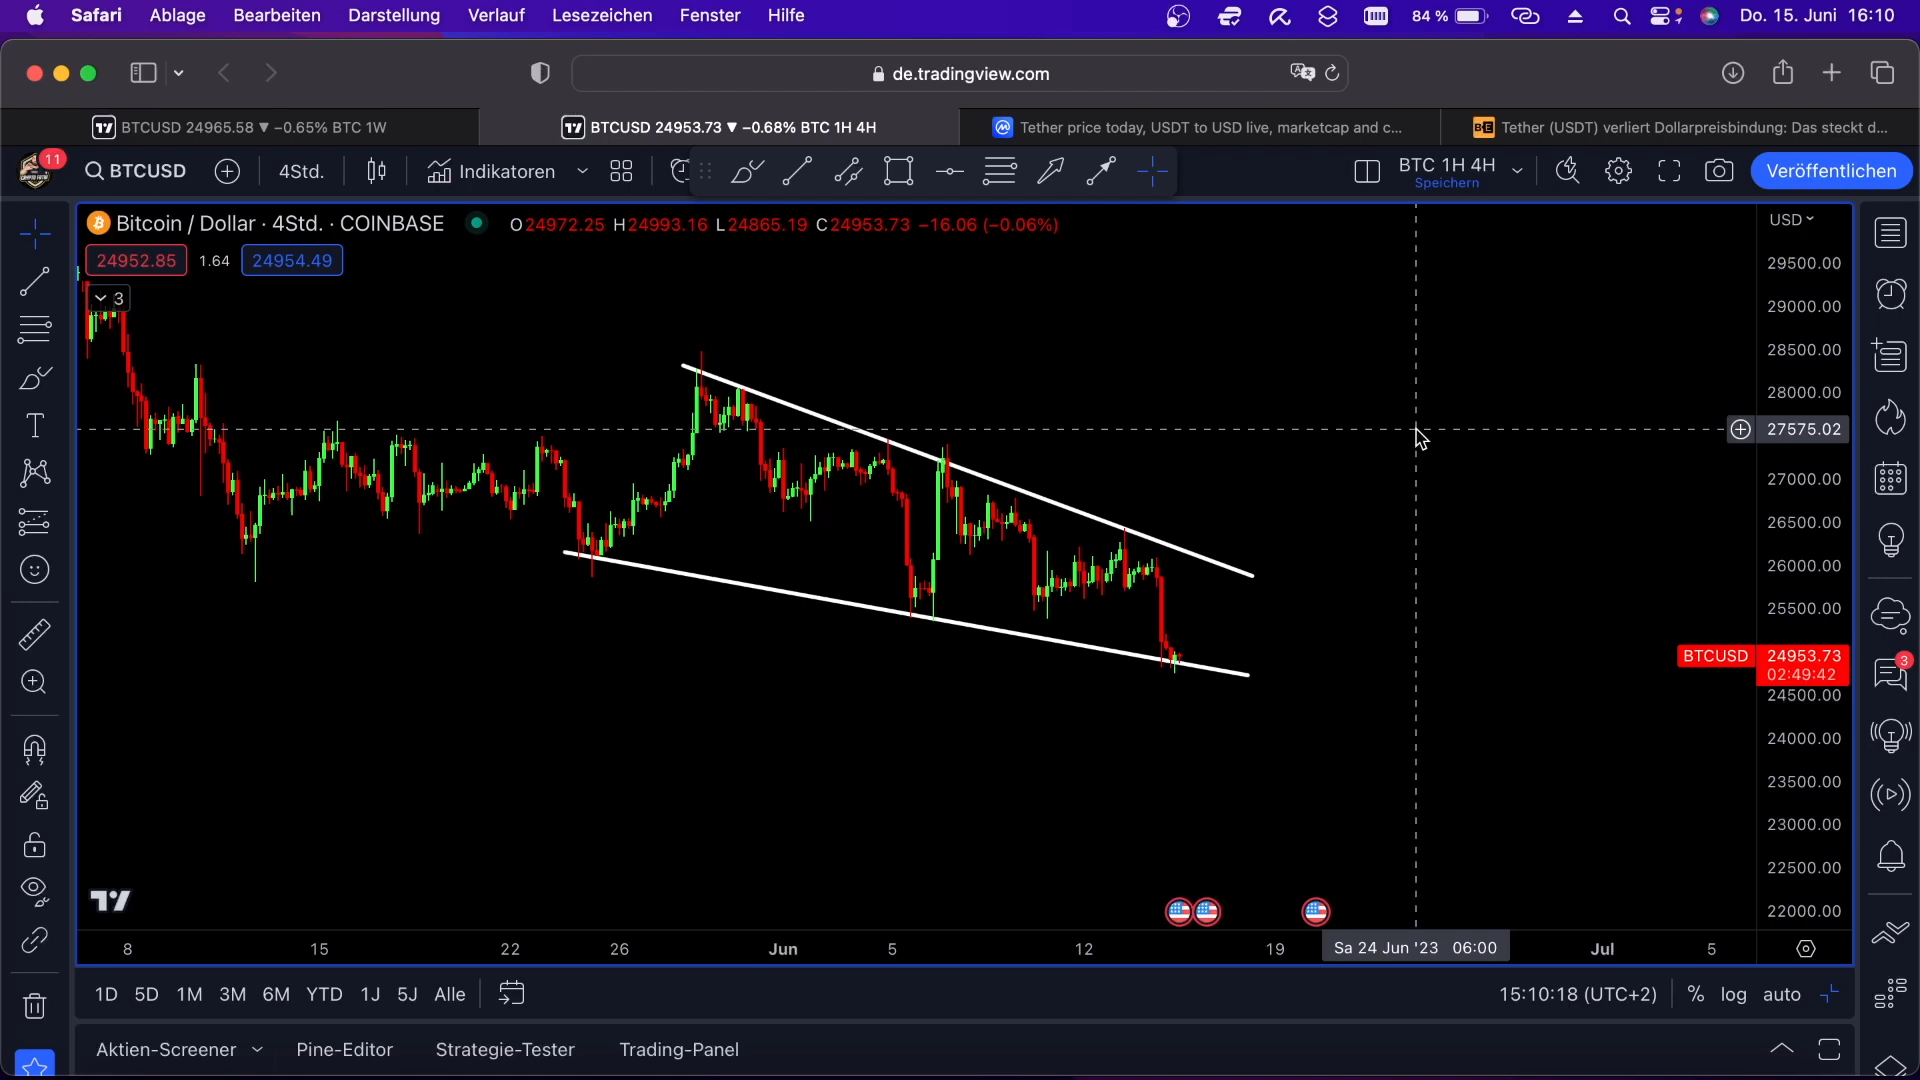 Safari Ablage Bearbeiten Darstellung Verlauf Lesezeichen Fenster Hilfe 84 % Do. 15. Juni 16:10
de.tradingview.com
BTCUSD 24965.58 ▼ −0.65% BTC 1W
BTCUSD 24953.73 ▼ −0.68% BTC 1H 4H
Tether price today, USDT to USD live, marketcap and c...
Tether (USDT) verliert Dollarpreisbindung: Das steckt d...
11
BTCUSD 4Std. Indikatoren BTC 1H 4H Veröffentlichen
Speichern
Bitcoin / Dollar · 4Std. · COINBASE O24972.25 H24993.16 L24865.19 C24953.73 −16.06 (−0.06%)
USD
24952.85 1.64 24954.49
3
29500.00
29000.00
28500.00
28000.00
27575.02
27000.00
26500.00
26000.00
25500.00
BTCUSD 24953.73
02:49:42
3
24500.00
24000.00
23500.00
23000.00
22500.00
22000.00
8 15 22 26 Jun 5 12 19 Sa 24 Jun '23 06:00 Jul 5
1D 5D 1M 3M 6M YTD 1J 5J Alle 15:10:18 (UTC+2) % log auto
Aktien-Screener Pine-Editor Strategie-Tester Trading-Panel